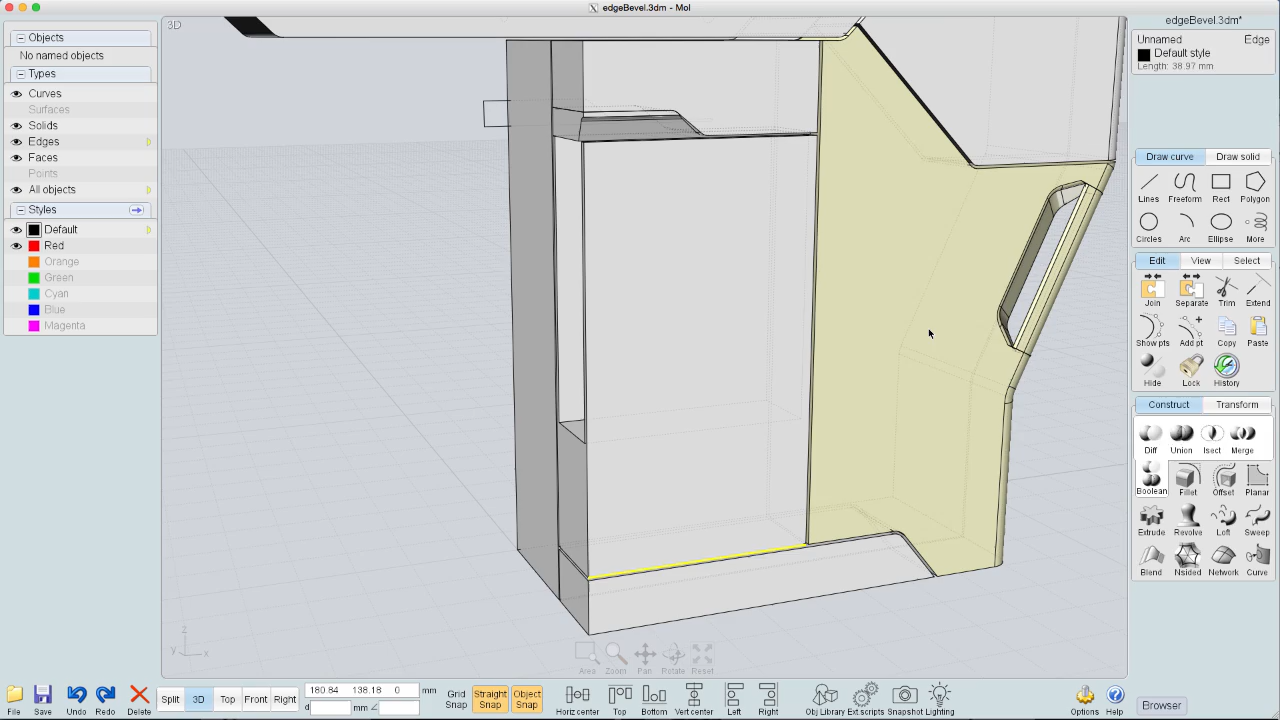 edgeBevel.3dm - MoI
Objects
No named objects
Types
Curves
Surfaces
Solids
Edges
Faces
Points
All objects
Styles
Default
Red
Orange
Green
Cyan
Blue
Magenta
3D
z
y
x
Area
Zoom
Pan
Rotate
Reset
edgeBevel.3dm*
Unnamed Edge
Default style
Length: 38.97 mm
Draw curve Draw solid
Lines Freeform Rect Polygon
Circles Arc Ellipse More
Edit View Select
Join Separate Trim Extend
Show pts Add pt Copy Paste
Hide Lock History
Construct Transform
Diff Union Isect Merge
Boolean Fillet Offset Planar
Extrude Revolve Loft Sweep
Blend Nsided Network Curve
File Save Undo Redo Delete
Split 3D Top Front Right
180.84 138.18 0 mm
d mm
Grid Snap
Straight Snap
Object Snap
Horiz center Top Bottom Vert center Left Right
Obj Library Ext scripts Snapshot Lighting
Options Help
Browser